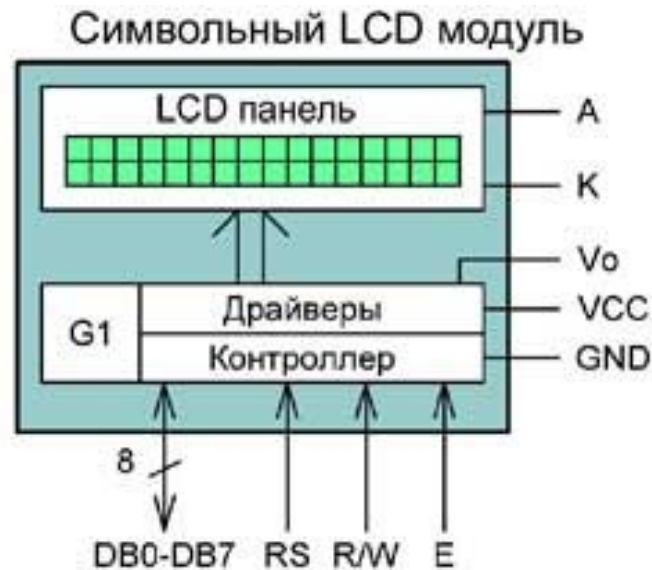 Символьный LCD модуль
LCD панель
A
K
Vo
G1
Драйверы
VCC
Контроллер
GND
8
DB0-DB7 RS R/W E